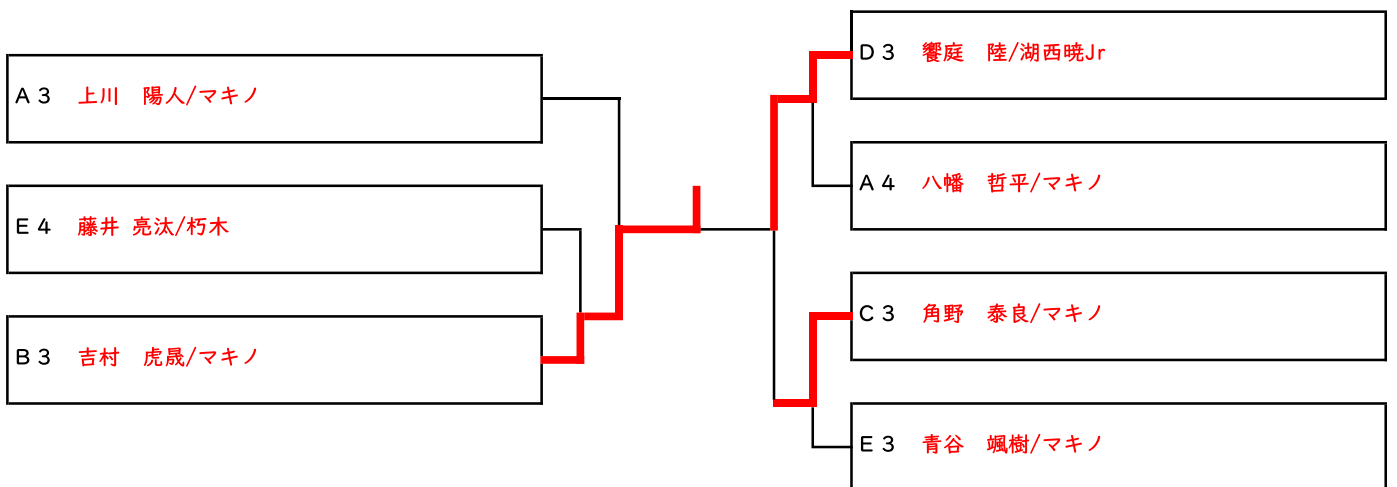 A3 上川 陽人/マキノ
E4 藤井 亮汰/朽木
B3 吉村 虎晟/マキノ
D3 饗庭 陸/湖西暁Jr
A4 八幡 哲平/マキノ
C3 角野 泰良/マキノ
E3 青谷 颯樹/マキノ